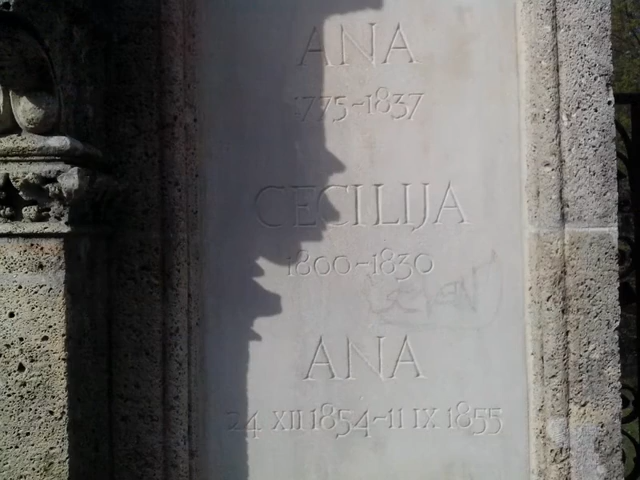 ANA
1775-1837
CECILIJA
1800-1830
ANA
24 XII 1854-11 IX 1855